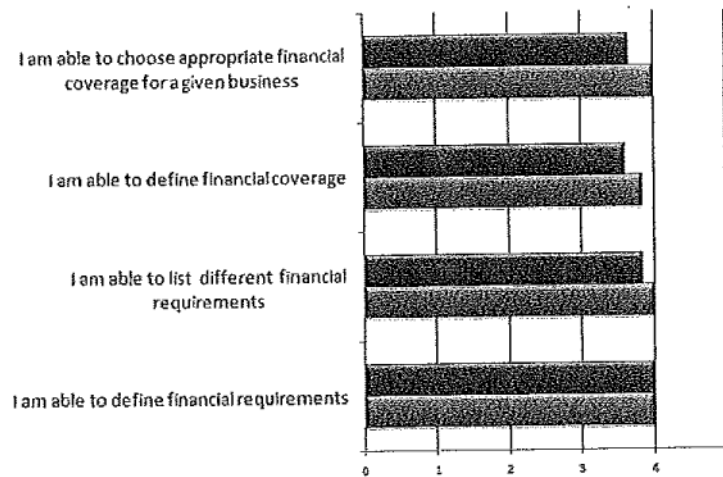 I am able to choose appropriate financial
coverage for a given business
I am able to define financial coverage
I am able to list different financial
requirements
I am able to define financial requirements
0 1 2 3 4